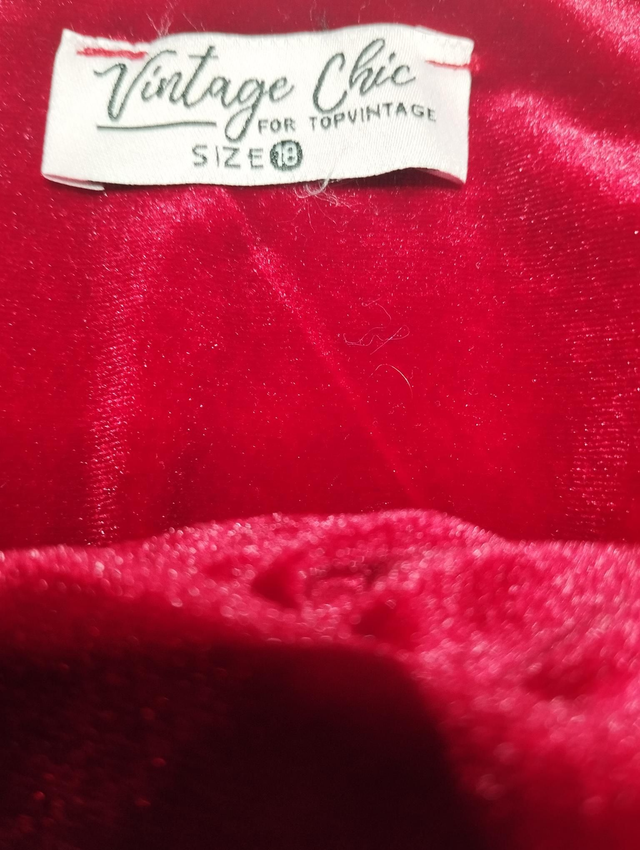 Vintage Chic
FOR TOPVINTAGE
SIZE 18